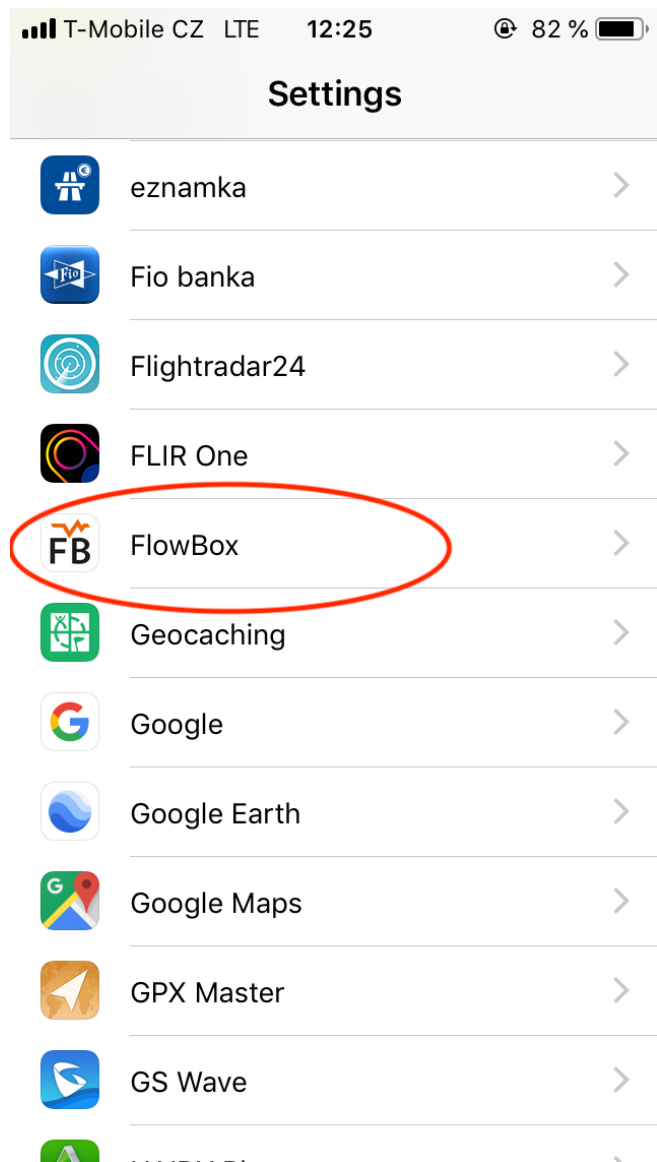 T-Mobile CZ LTE 12:25 82 %
Settings
eznamka
Fio banka
Fio
Flightradar24
FLIR One
FB FlowBox
Geocaching
G Google
Google Earth
G Google Maps
GPX Master
GS Wave